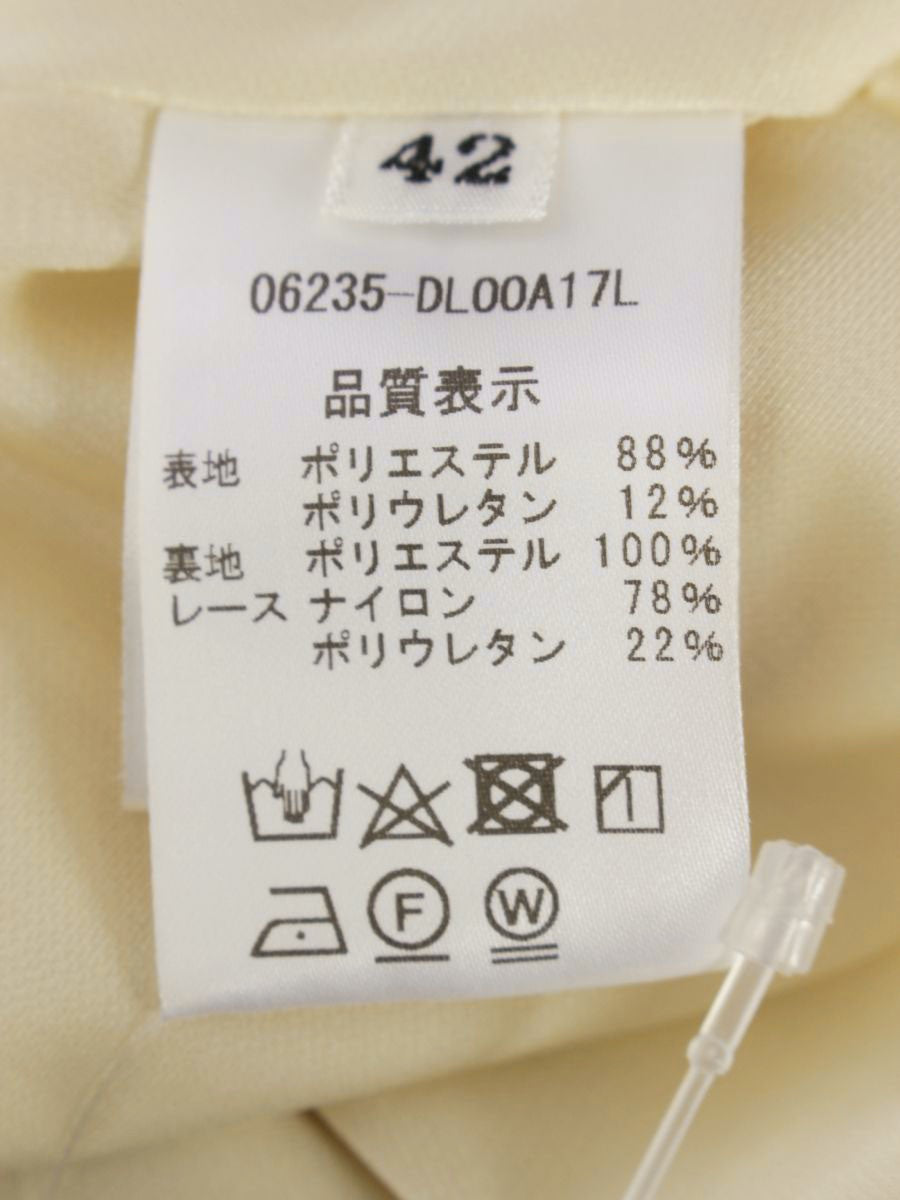 42
06235-DL00A17L
品質表示
表地 ポリエステル 88%
ポリウレタン 12%
裏地 ポリエステル 100%
レース ナイロン 78%
ポリウレタン 22%
F W